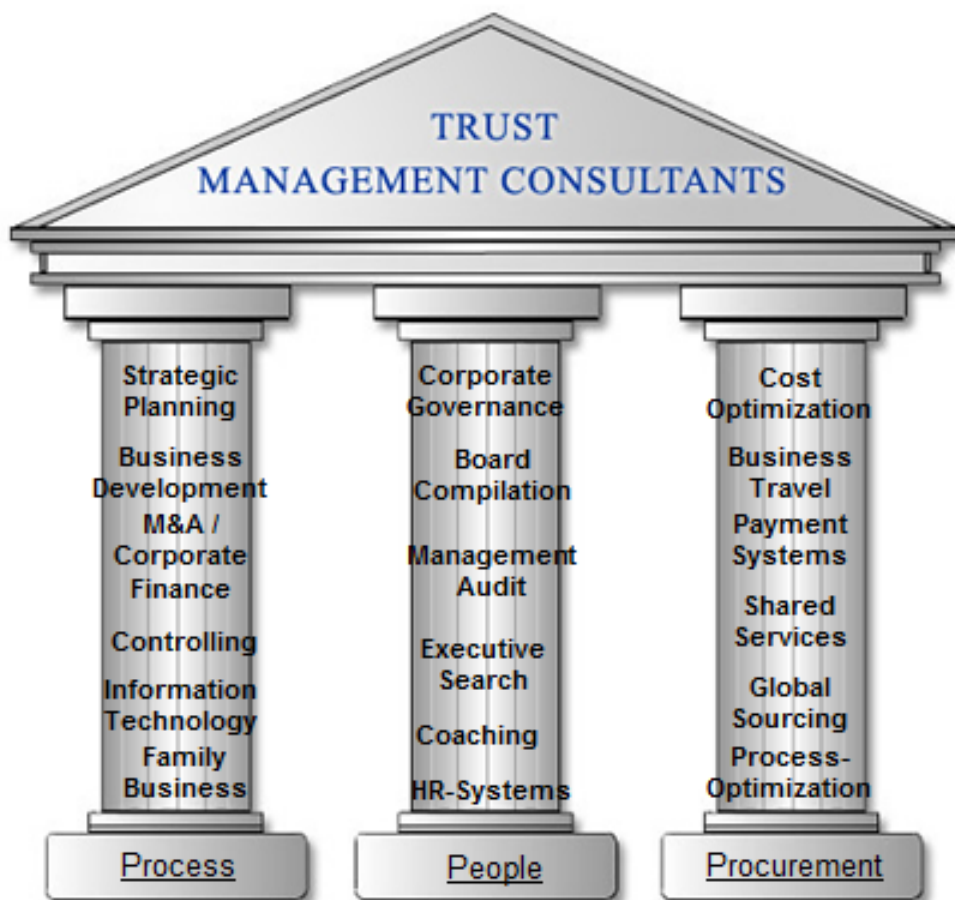 TRUST
MANAGEMENT CONSULTANTS
Strategic
Planning
Business
Development
M&A /
Corporate
Finance
Controlling
Information
Technology
Family
Business
Process
Corporate
Governance
Board
Compilation
Management
Audit
Executive
Search
Coaching
HR-Systems
People
Cost
Optimization
Business
Travel
Payment
Systems
Shared
Services
Global
Sourcing
Process-
Optimization
Procurement